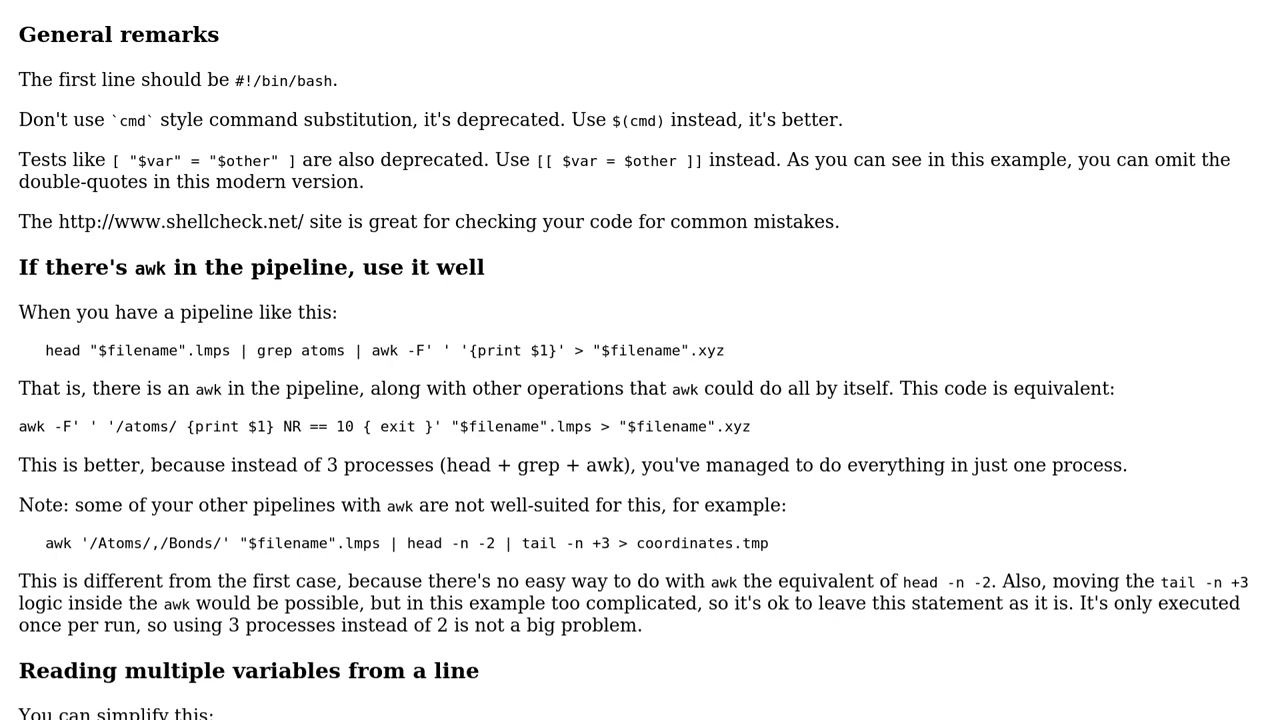 General remarks
The first line should be #!/bin/bash.
Don't use `cmd` style command substitution, it's deprecated. Use $(cmd) instead, it's better.
Tests like [ "$var" = "$other" ] are also deprecated. Use [[ $var = $other ]] instead. As you can see in this example, you can omit the
double-quotes in this modern version.
The http://www.shellcheck.net/ site is great for checking your code for common mistakes.
If there's awk in the pipeline, use it well
When you have a pipeline like this:
head "$filename".lmps | grep atoms | awk -F' ' '{print $1}' > "$filename".xyz
That is, there is an awk in the pipeline, along with other operations that awk could do all by itself. This code is equivalent:
awk -F' ' '/atoms/ {print $1} NR == 10 { exit }' "$filename".lmps > "$filename".xyz
This is better, because instead of 3 processes (head + grep + awk), you've managed to do everything in just one process.
Note: some of your other pipelines with awk are not well-suited for this, for example:
awk '/Atoms/,/Bonds/' "$filename".lmps | head -n -2 | tail -n +3 > coordinates.tmp
This is different from the first case, because there's no easy way to do with awk the equivalent of head -n -2. Also, moving the tail -n +3
logic inside the awk would be possible, but in this example too complicated, so it's ok to leave this statement as it is. It's only executed
once per run, so using 3 processes instead of 2 is not a big problem.
Reading multiple variables from a line
You can simplify this: